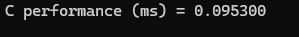 C performance (ms) = 0.095300